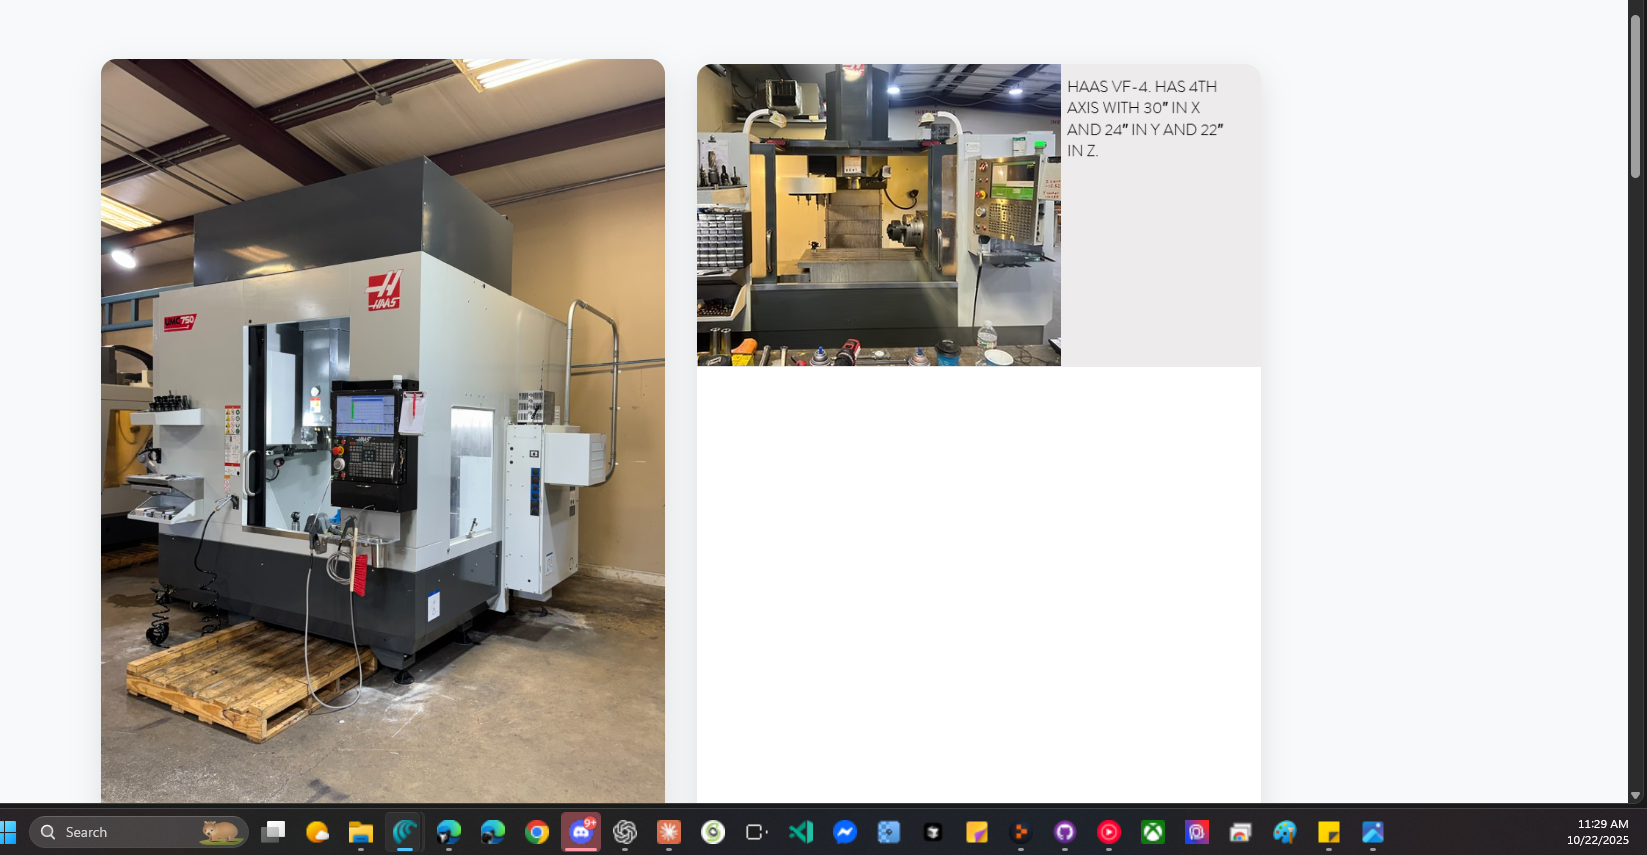 HAAS
UMC-750
HAAS VF-4. HAS 4TH
AXIS WITH 30" IN X
AND 24" IN Y AND 22"
IN Z.
Search
9+
11:29 AM
10/22/2025